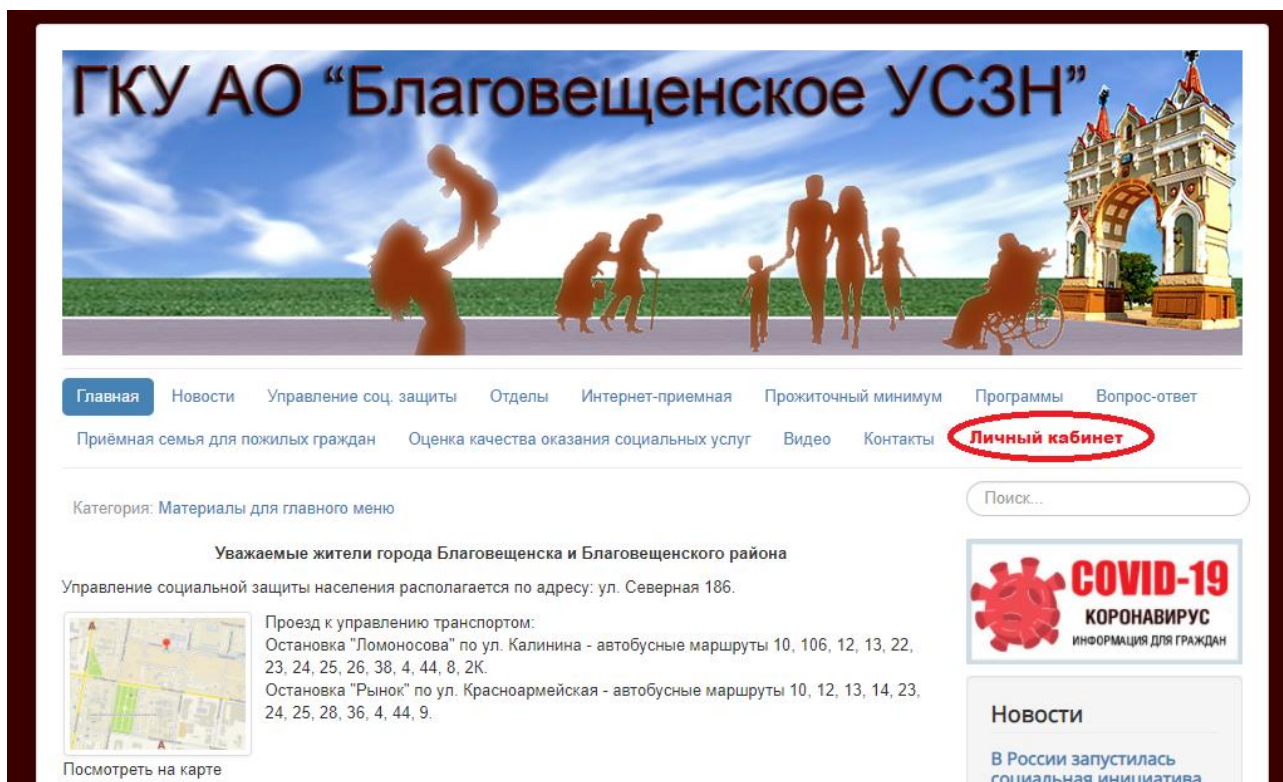 ГКУ АО “Благовещенское УСЗН”
Главная Новости Управление соц. защиты Отделы Интернет-приемная Прожиточный минимум Программы Вопрос-ответ
Приёмная семья для пожилых граждан Оценка качества оказания социальных услуг Видео Контакты Личный кабинет
Категория: Материалы для главного меню
Уважаемые жители города Благовещенска и Благовещенского района
Управление социальной защиты населения располагается по адресу: ул. Северная 186.
Проезд к управлению транспортом:
Остановка "Ломоносова" по ул. Калинина - автобусные маршруты 10, 106, 12, 13, 22,
23, 24, 25, 26, 38, 4, 44, 8, 2К.
Остановка "Рынок" по ул. Красноармейская - автобусные маршруты 10, 12, 13, 14, 23,
24, 25, 28, 36, 4, 44, 9.
Посмотреть на карте
Поиск...
COVID-19
КОРОНАВИРУС
ИНФОРМАЦИЯ ДЛЯ ГРАЖДАН
Новости
В России запустилась
социальная инициатива